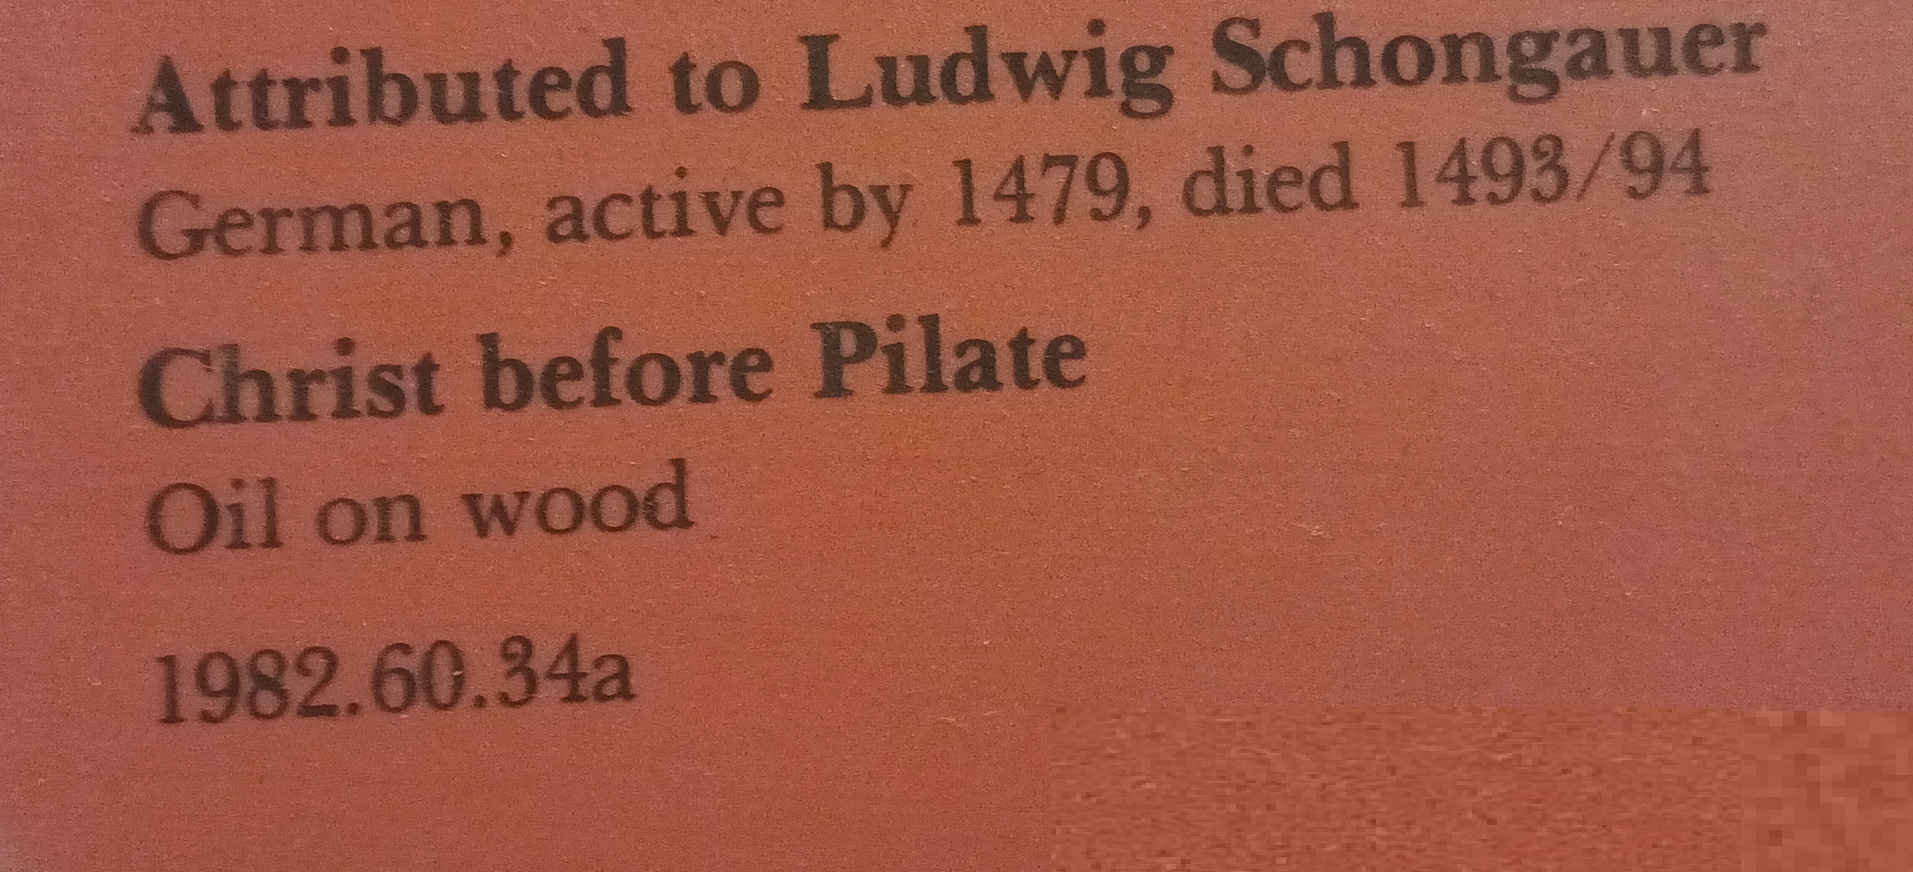 Attributed to Ludwig Schongauer
German, active by 1479, died 1493/94
Christ before Pilate
Oil on wood
1982.60.34a